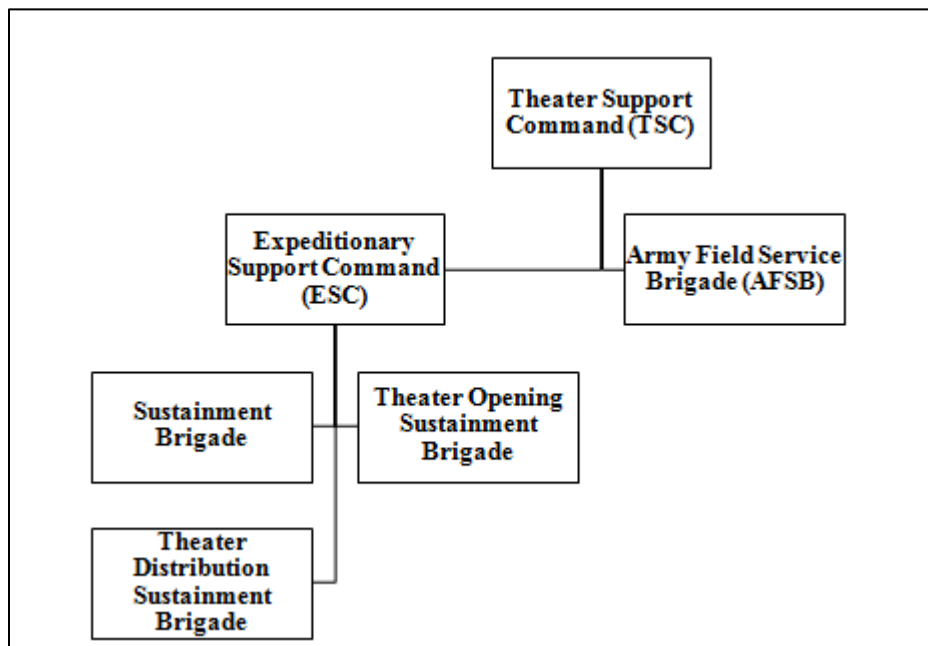 Theater Support
Command (TSC)
Expeditionary
Support Command
(ESC)
Army Field Service
Brigade (AFSB)
Sustainment
Brigade
Theater Opening
Sustainment
Brigade
Theater
Distribution
Sustainment
Brigade